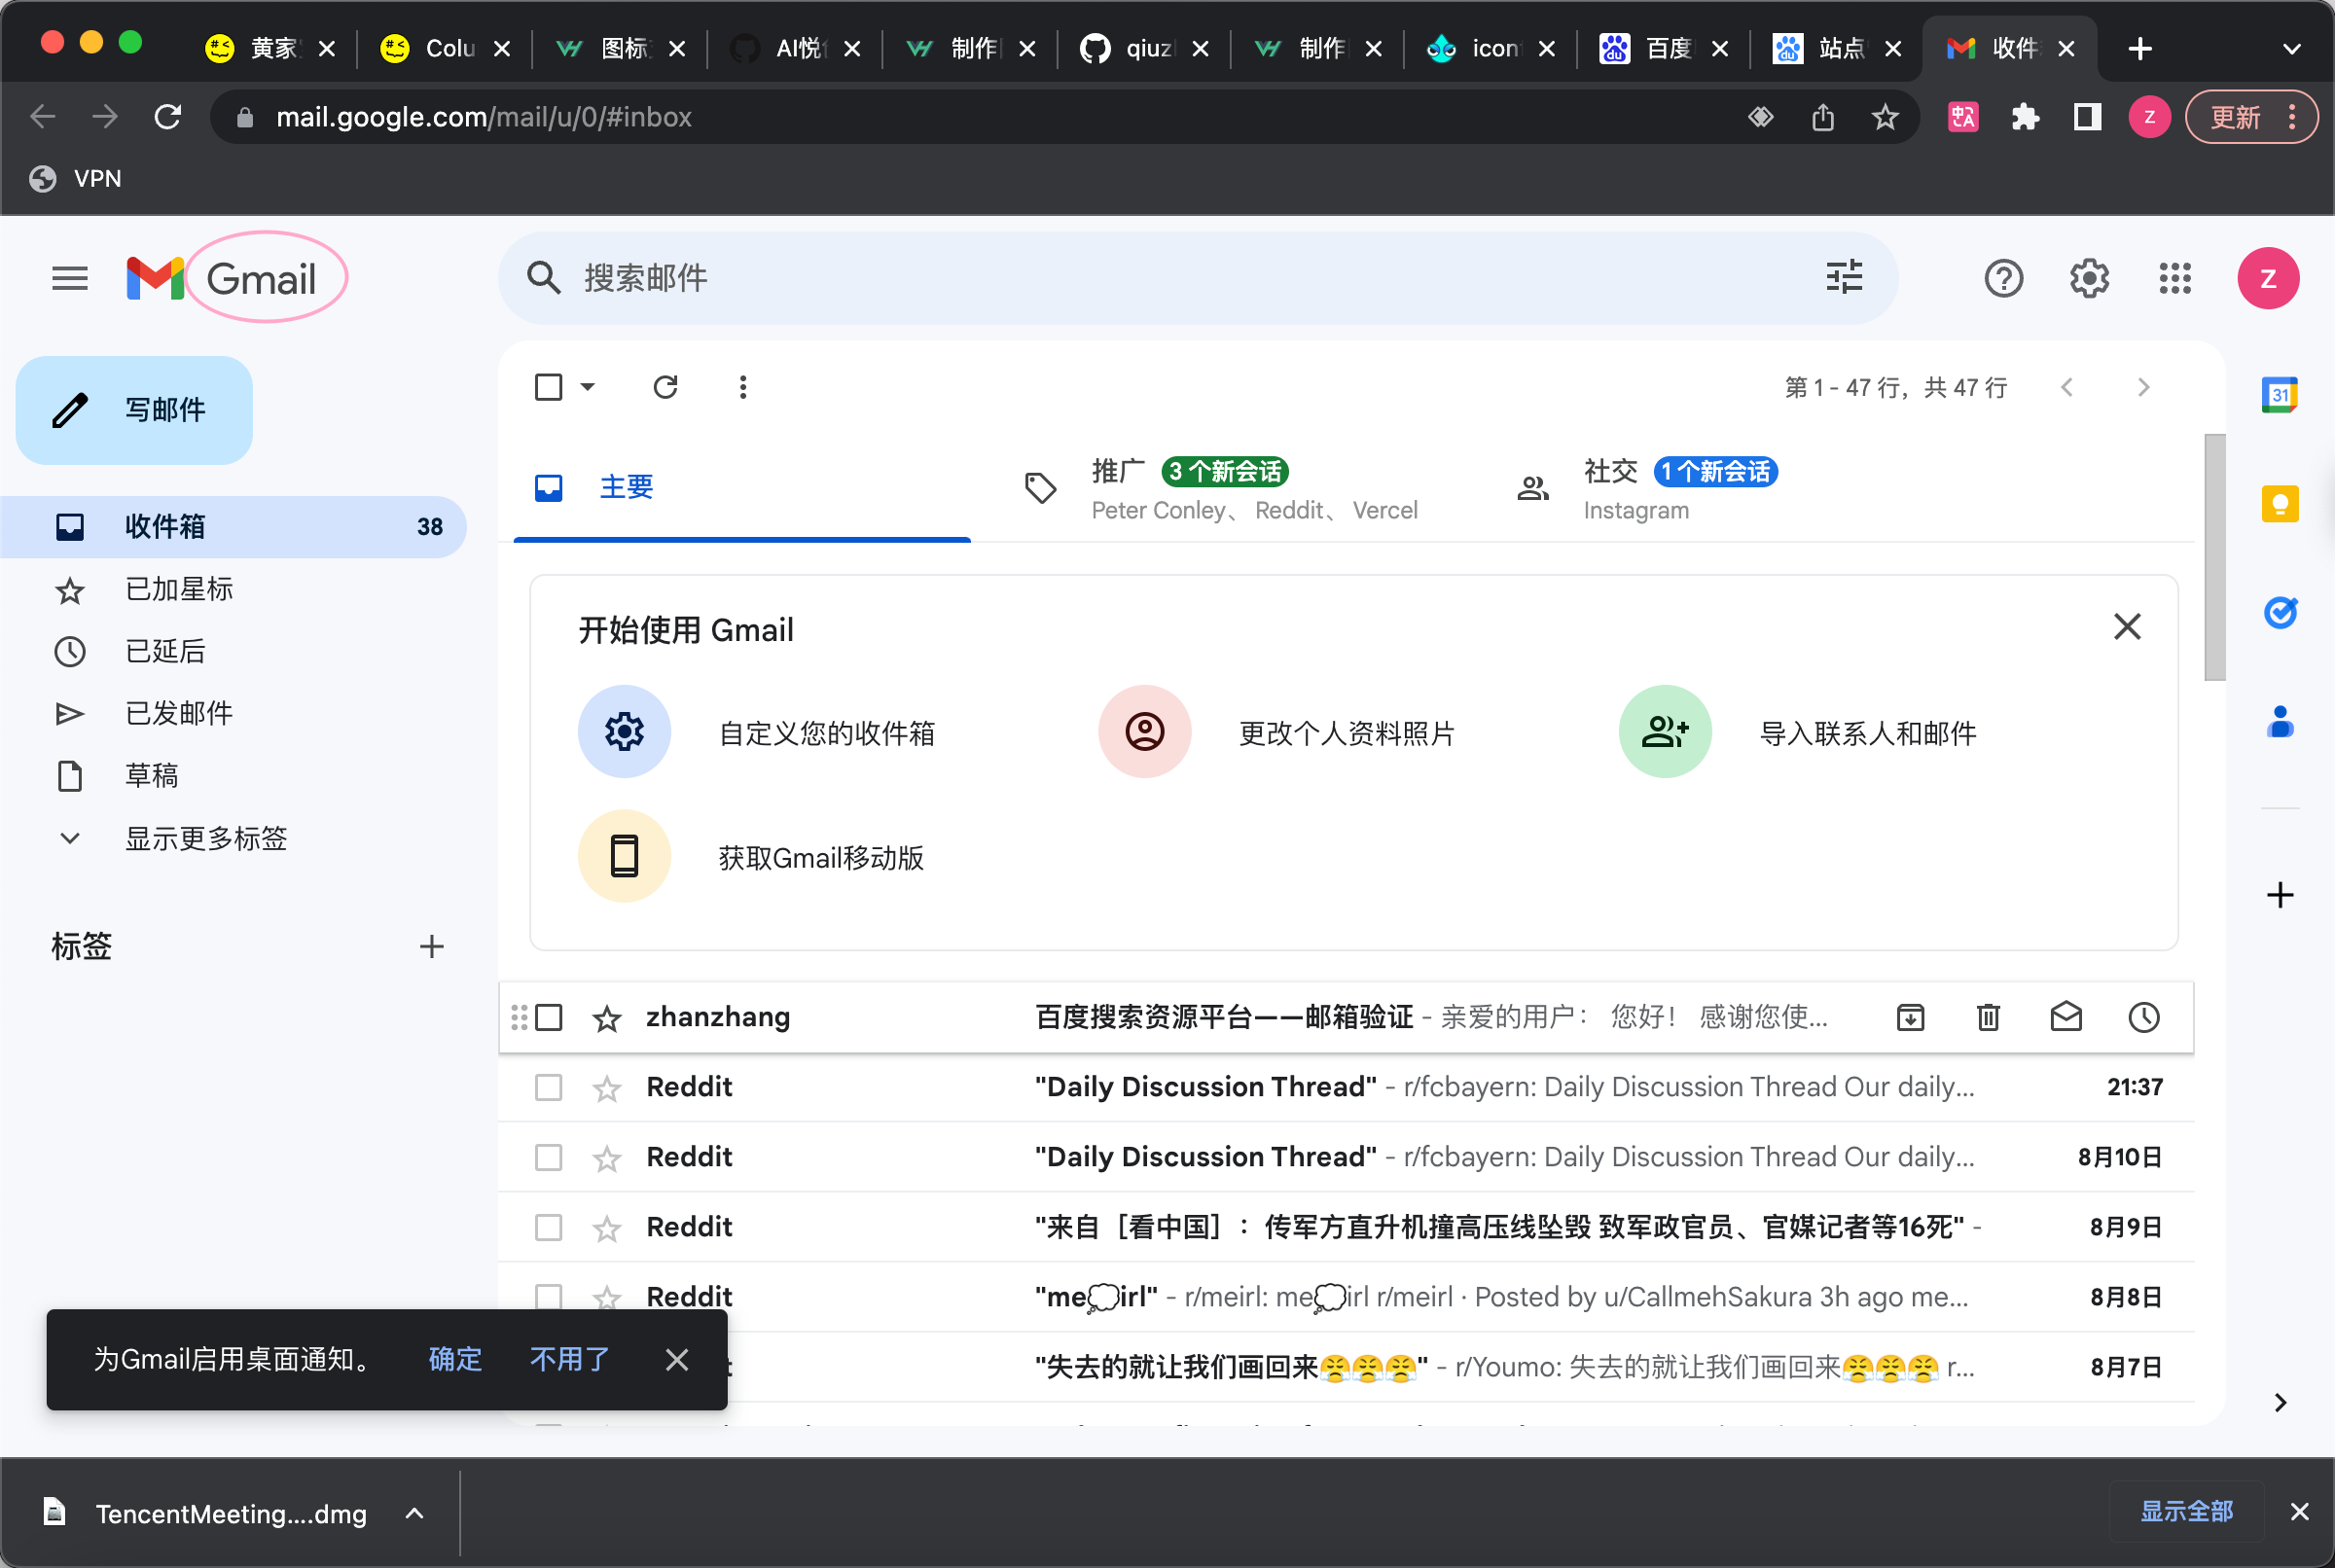 黄家
Colu
图标
AI悦
制作
qiuz
制作
icon
百度
站点
收件
mail.google.com/mail/u/0/#inbox
Z
更新
VPN
Gmail
搜索邮件
Z
写邮件
第 1 - 47 行，共 47 行
31
主要
推广 3 个新会话
Peter Conley、 Reddit、 Vercel
社交 1 个新会话
Instagram
收件箱 38
已加星标
已延后
已发邮件
草稿
显示更多标签
标签
开始使用 Gmail
自定义您的收件箱
更改个人资料照片
导入联系人和邮件
获取Gmail移动版
zhanzhang 百度搜索资源平台——邮箱验证 - 亲爱的用户： 您好！ 感谢您使...
Reddit "Daily Discussion Thread" - r/fcbayern: Daily Discussion Thread Our daily... 21:37
Reddit "Daily Discussion Thread" - r/fcbayern: Daily Discussion Thread Our daily... 8月10日
Reddit "来自［看中国］：传军方直升机撞高压线坠毁 致军政官员、官媒记者等16死" - 8月9日
Reddit "me💭irl" - r/meirl: me💭irl r/meirl · Posted by u/CallmehSakura 3h ago me... 8月8日
"失去的就让我们画回来😤😤😤" - r/Youmo: 失去的就让我们画回来😤😤😤 r... 8月7日
为Gmail启用桌面通知。 确定 不用了
TencentMeeting....dmg
显示全部